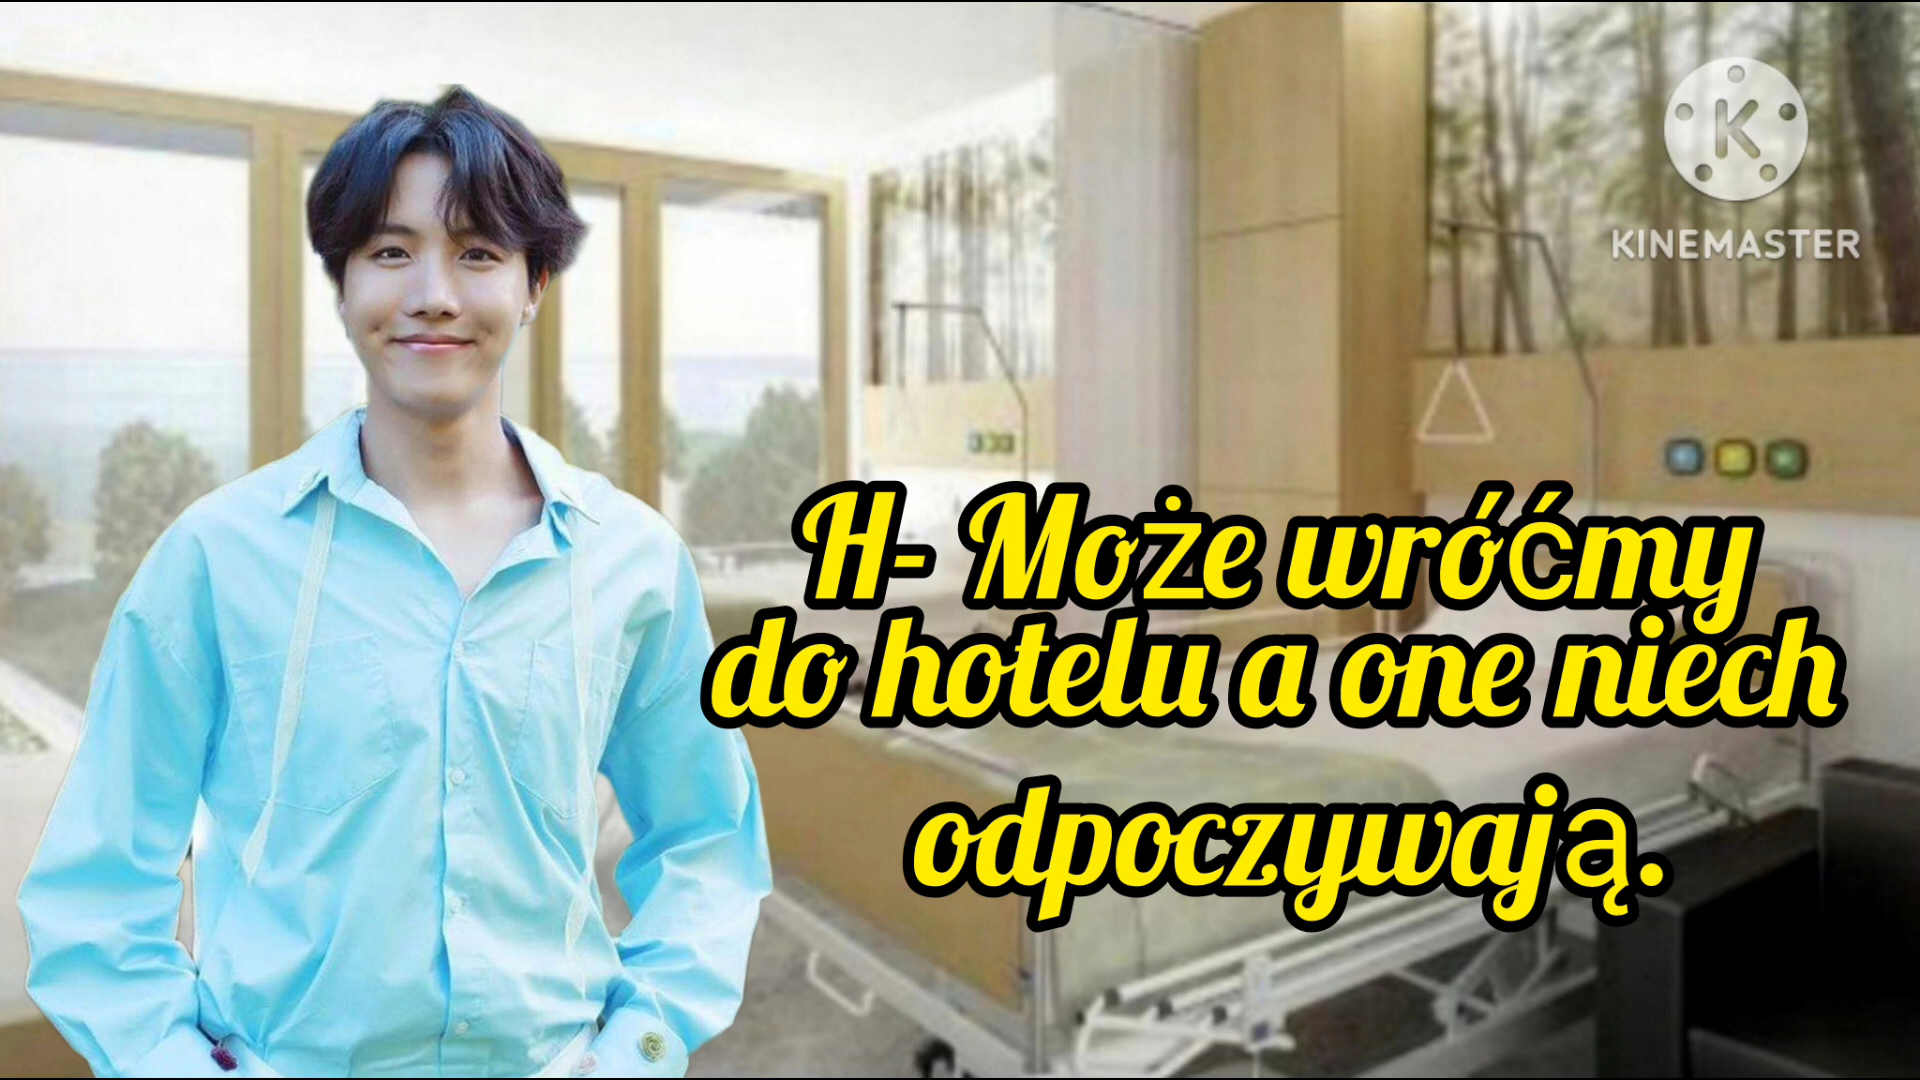 K
KINEMASTER
H- Może wróćmy
do hotelu a one niech
odpoczywają.